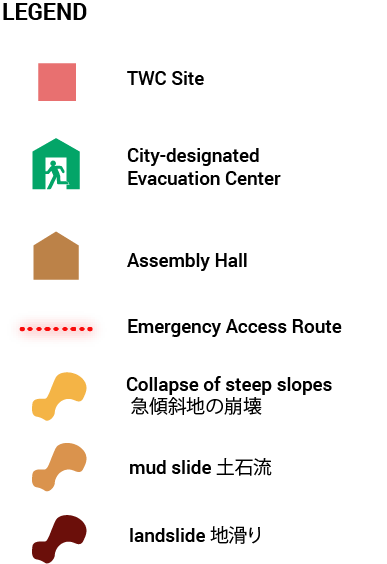 LEGEND
TWC Site
City-designated
Evacuation Center
Assembly Hall
Emergency Access Route
Collapse of steep slopes
急傾斜地の崩壊
mud slide 土石流
landslide 地滑り